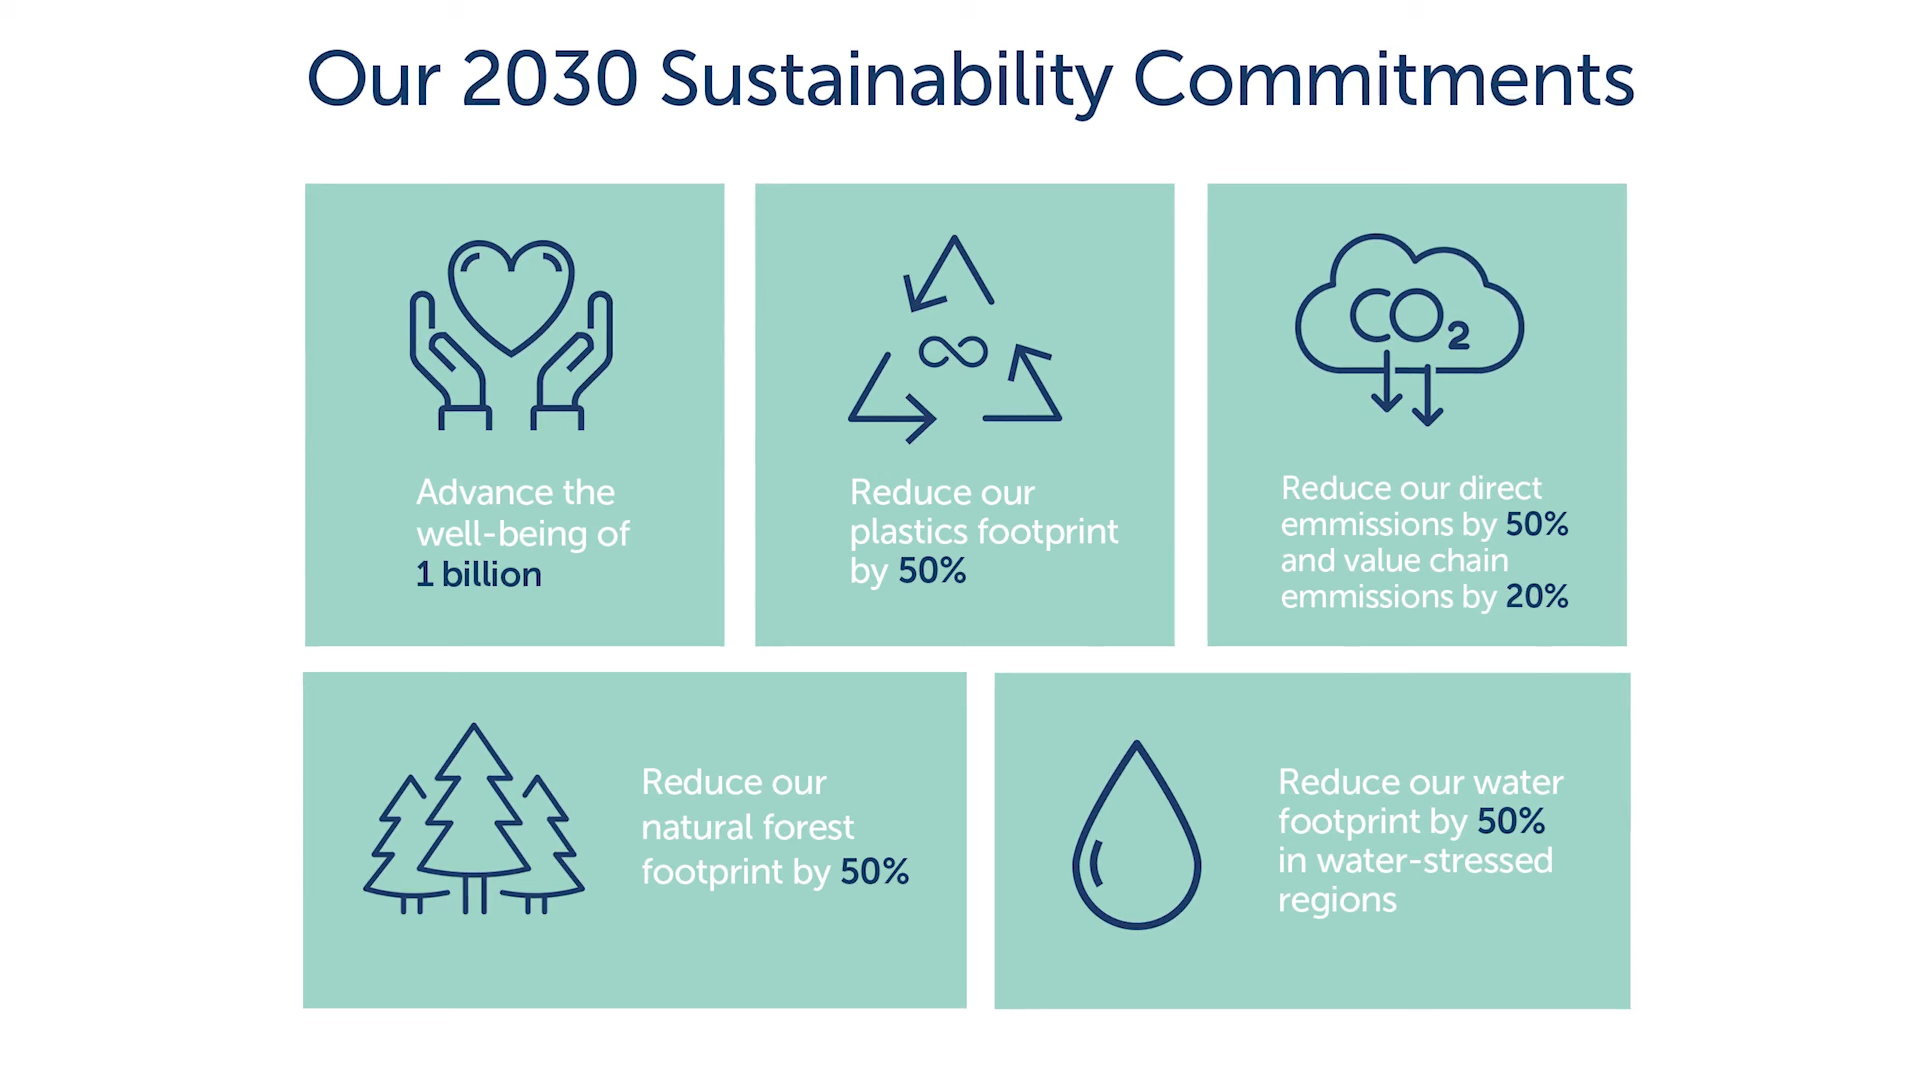 Our 2030 Sustainability Commitments
Advance the
well-being of
1 billion
Reduce our
plastics footprint
by 50%
CO2
Reduce our direct
emmissions by 50%
and value chain
emmissions by 20%
Reduce our
natural forest
footprint by 50%
Reduce our water
footprint by 50%
in water-stressed
regions